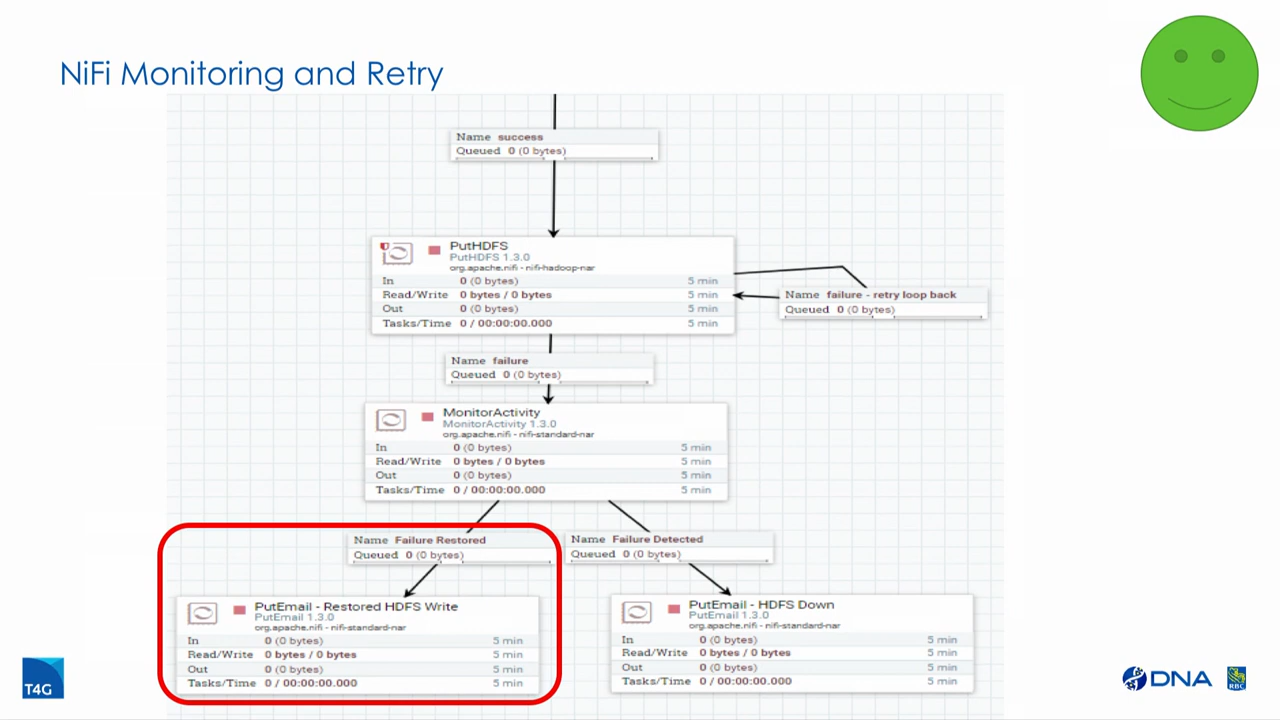 NiFi Monitoring and Retry
Name success
Queued 0 (0 bytes)
PutHDFS
PutHDFS 1.3.0
org.apache.nifi - nifi-hadoop-nar
In 0 (0 bytes) 5 min
Read/Write 0 bytes / 0 bytes 5 min
Out 0 (0 bytes) 5 min
Tasks/Time 0 / 00:00:00.000 5 min
Name failure - retry loop back
Queued 0 (0 bytes)
Name failure
Queued 0 (0 bytes)
MonitorActivity
MonitorActivity 1.3.0
org.apache.nifi - nifi-standard-nar
In 0 (0 bytes) 5 min
Read/Write 0 bytes / 0 bytes 5 min
Out 0 (0 bytes) 5 min
Tasks/Time 0 / 00:00:00.000 5 min
Name Failure Restored
Queued 0 (0 bytes)
Name Failure Detected
Queued 0 (0 bytes)
PutEmail - Restored HDFS Write
PutEmail 1.3.0
org.apache.nifi - nifi-standard-nar
In 0 (0 bytes) 5 min
Read/Write 0 bytes / 0 bytes 5 min
Out 0 (0 bytes) 5 min
Tasks/Time 0 / 00:00:00.000 5 min
PutEmail - HDFS Down
PutEmail 1.3.0
org.apache.nifi - nifi-standard-nar
In 0 (0 bytes) 5 min
Read/Write 0 bytes / 0 bytes 5 min
Out 0 (0 bytes) 5 min
Tasks/Time 0 / 00:00:00.000 5 min
T4G
DNA
RBC